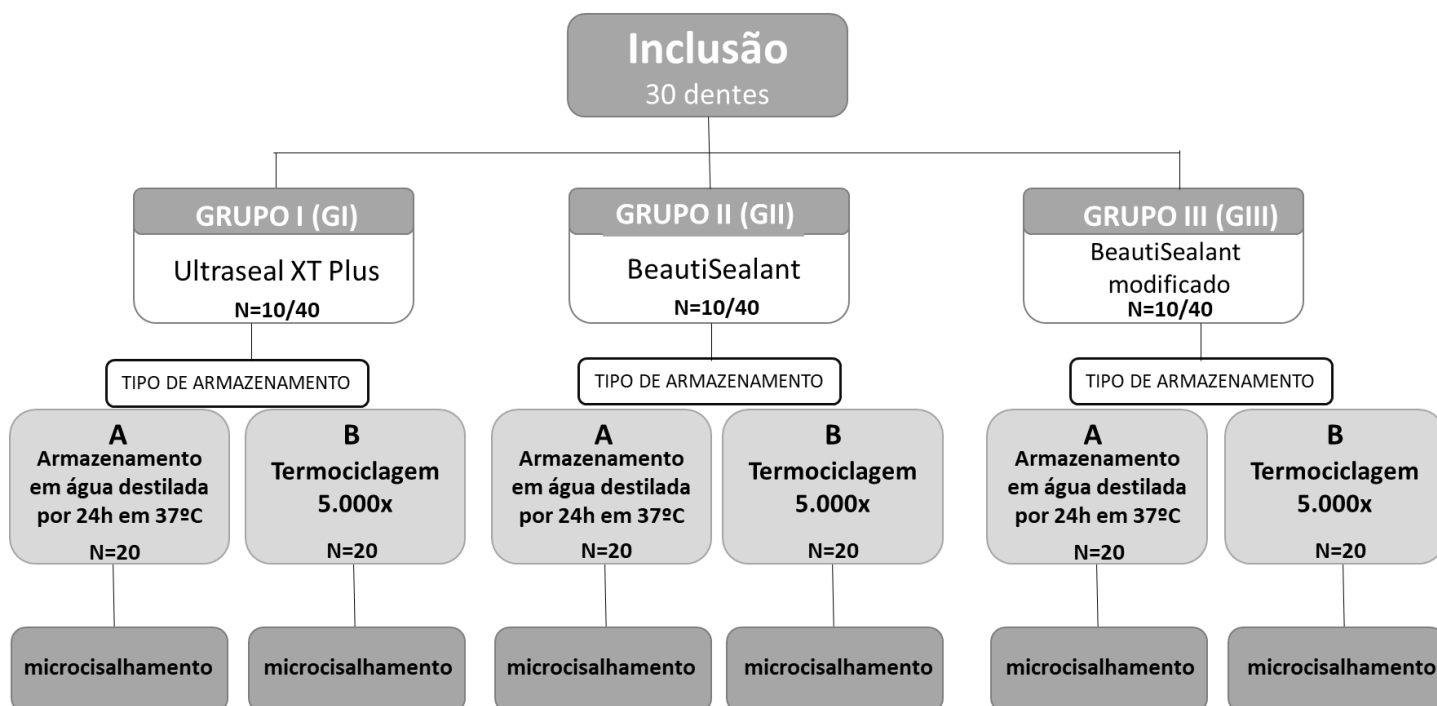 Inclusão
30 dentes
GRUPO I (GI)
Ultraseal XT Plus
N=10/40
GRUPO II (GII)
BeautiSealant
N=10/40
GRUPO III (GIII)
BeautiSealant
modificado
N=10/40
TIPO DE ARMAZENAMENTO
TIPO DE ARMAZENAMENTO
TIPO DE ARMAZENAMENTO
A
Armazenamento
em água destilada
por 24h em 37ºC
N=20
B
Termociclagem
5.000x
N=20
A
Armazenamento
em água destilada
por 24h em 37ºC
N=20
B
Termociclagem
5.000x
N=20
A
Armazenamento
em água destilada
por 24h em 37ºC
N=20
B
Termociclagem
5.000x
N=20
microcisalhamento
microcisalhamento
microcisalhamento
microcisalhamento
microcisalhamento
microcisalhamento